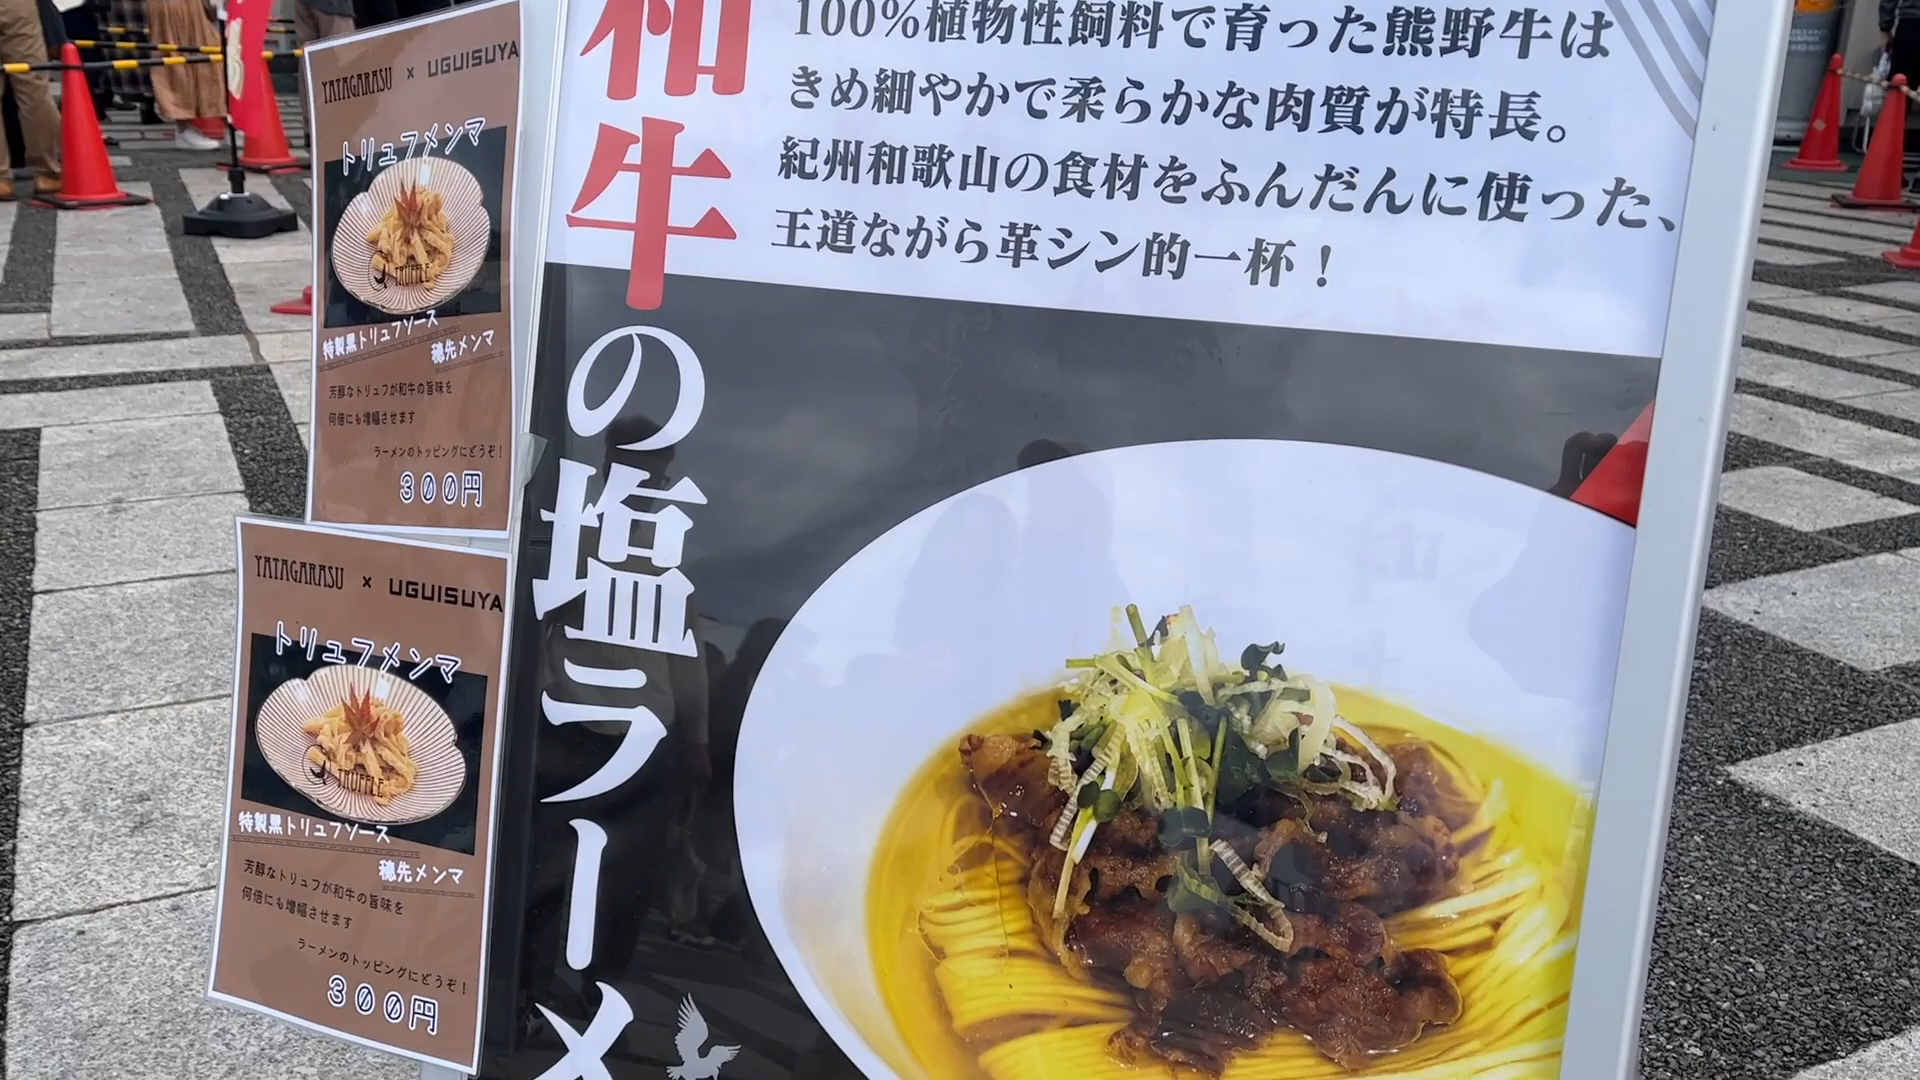 YATAGARASU × UGUISUYA
トリュフメンマ
TRUFFLE
特製黒トリュフソース
穂先メンマ
芳醇なトリュフが和牛の旨味を
何倍にも増幅させます
ラーメンのトッピングにどうぞ！
300円
YATAGARASU × UGUISUYA
トリュフメンマ
TRUFFLE
特製黒トリュフソース
穂先メンマ
芳醇なトリュフが和牛の旨味を
何倍にも増幅させます
ラーメンのトッピングにどうぞ！
300円
和牛の塩ラーメ
100%植物性飼料で育った熊野牛は
きめ細やかで柔らかな肉質が特長。
紀州和歌山の食材をふんだんに使った、
王道ながら革シン的一杯！